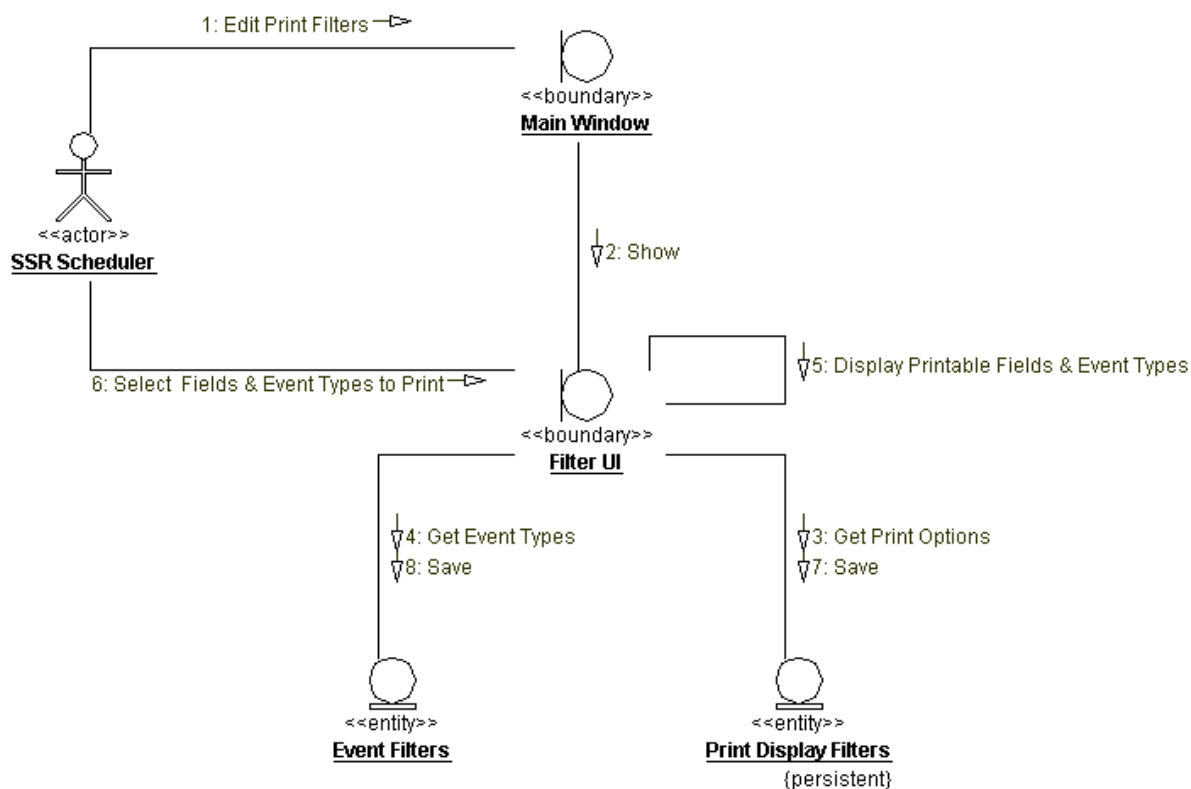 1: Edit Print Filters
<<boundary>>
Main Window
<<actor>>
SSR Scheduler
2: Show
6: Select Fields & Event Types to Print
5: Display Printable Fields & Event Types
<<boundary>>
Filter UI
4: Get Event Types
8: Save
3: Get Print Options
7: Save
<<entity>>
Event Filters
<<entity>>
Print Display Filters
{persistent}